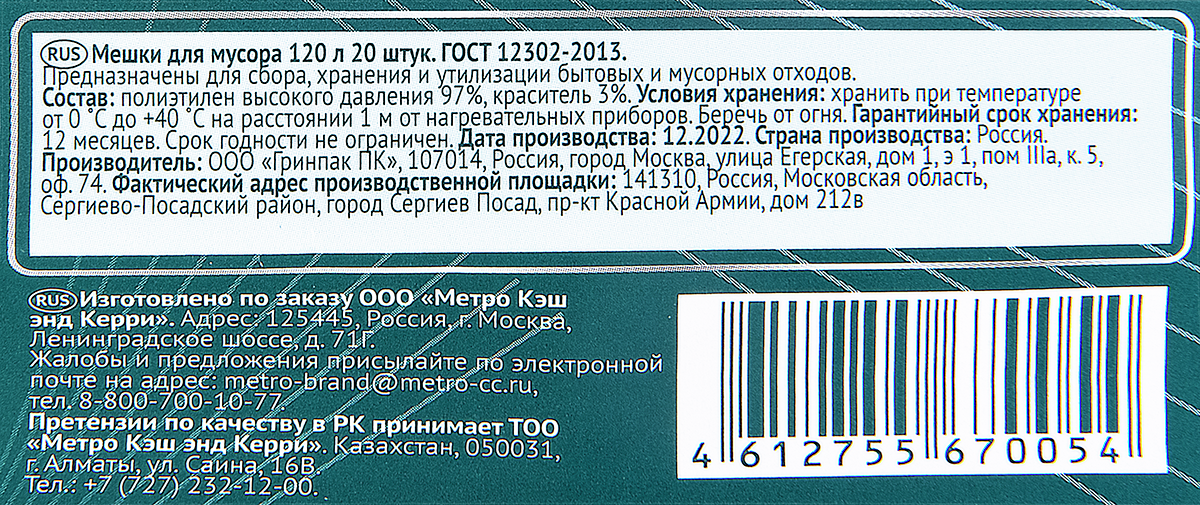 RUS Мешки для мусора 120 л 20 штук. ГОСТ 12302-2013.
Предназначены для сбора, хранения и утилизации бытовых и мусорных отходов.
Состав: полиэтилен высокого давления 97%, краситель 3%. Условия хранения: хранить при температуре
от 0 °С до +40 °С на расстоянии 1 м от нагревательных приборов. Беречь от огня. Гарантийный срок хранения:
12 месяцев. Срок годности не ограничен. Дата производства: 12.2022. Страна производства: Россия.
Производитель: ООО «Гринпак ПК», 107014, Россия, город Москва, улица Егерская, дом 1, э 1, пом IIIа, к. 5,
оф. 74. Фактический адрес производственной площадки: 141310, Россия, Московская область,
Сергиево-Посадский район, город Сергиев Посад, пр-кт Красной Армии, дом 212в
RUS Изготовлено по заказу ООО «Метро Кэш
энд Керри». Адрес: 125445, Россия, г. Москва,
Ленинградское шоссе, д. 71Г.
Жалобы и предложения присылайте по электронной
почте на адрес: metro-brand@metro-cc.ru,
тел. 8-800-700-10-77.
Претензии по качеству в РК принимает ТОО
«Метро Кэш энд Керри». Казахстан, 050031,
г. Алматы, ул. Саина, 16В.
Тел.: +7 (727) 232-12-00.
4 612755 670054